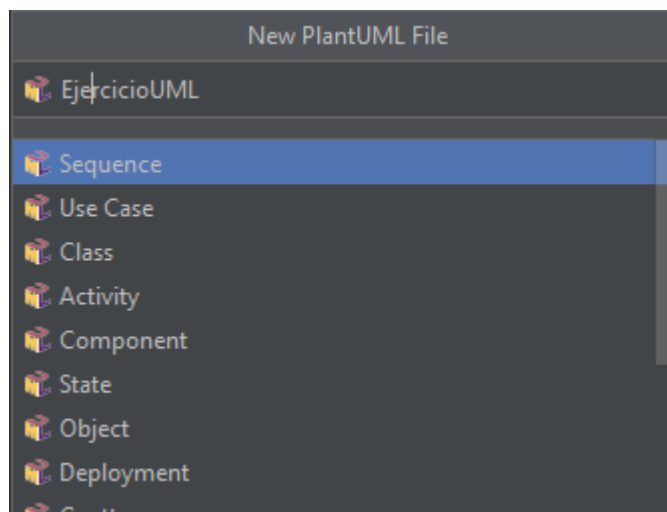 New PlantUML File
EjercicioUML
Sequence
Use Case
Class
Activity
Component
State
Object
Deployment